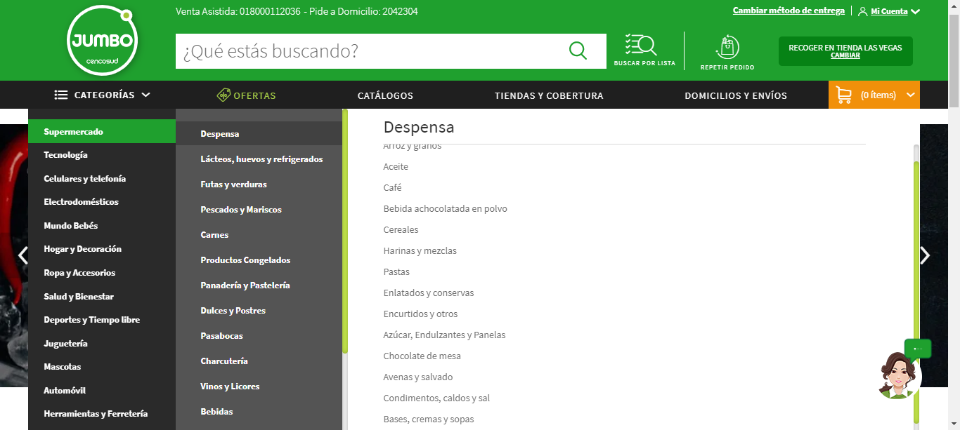 Venta Asistida: 018000112036 - Pide a Domicilio: 2042304
Cambiar método de entrega
Mi Cuenta
JUMBO
cencosud
¿Qué estás buscando?
BUSCAR POR LISTA
REPETIR PEDIDO
RECOGER EN TIENDA LAS VEGAS
CAMBIAR
CATEGORÍAS
OFERTAS
CATÁLOGOS
TIENDAS Y COBERTURA
DOMICILIOS Y ENVÍOS
(0 ítems)
Supermercado
Tecnología
Celulares y telefonía
Electrodomésticos
Mundo Bebés
Hogar y Decoración
Ropa y Accesorios
Salud y Bienestar
Deportes y Tiempo libre
Juguetería
Mascotas
Automóvil
Herramientas y Ferretería
Despensa
Lácteos, huevos y refrigerados
Futas y verduras
Pescados y Mariscos
Carnes
Productos Congelados
Panadería y Pastelería
Dulces y Postres
Pasabocas
Charcutería
Vinos y Licores
Bebidas
Despensa
Arroz y granos
Aceite
Café
Bebida achocolatada en polvo
Cereales
Harinas y mezclas
Pastas
Enlatados y conservas
Encurtidos y otros
Azúcar, Endulzantes y Panelas
Chocolate de mesa
Avenas y salvado
Condimentos, caldos y sal
Bases, cremas y sopas